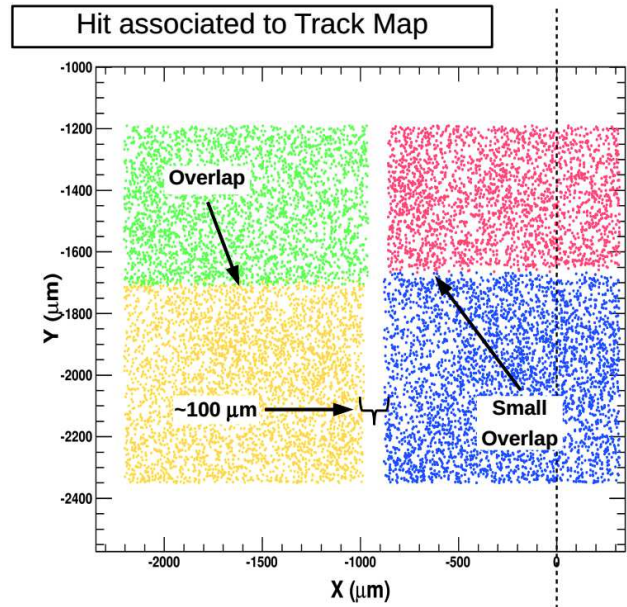 Hit associated to Track Map
-1000
-1200
-1400
-1600
-1800
-2000
-2200
-2400
Y (μm)
Overlap
~100 μm
Small
Overlap
-2000
-1500
-1000
-500
0
X (μm)